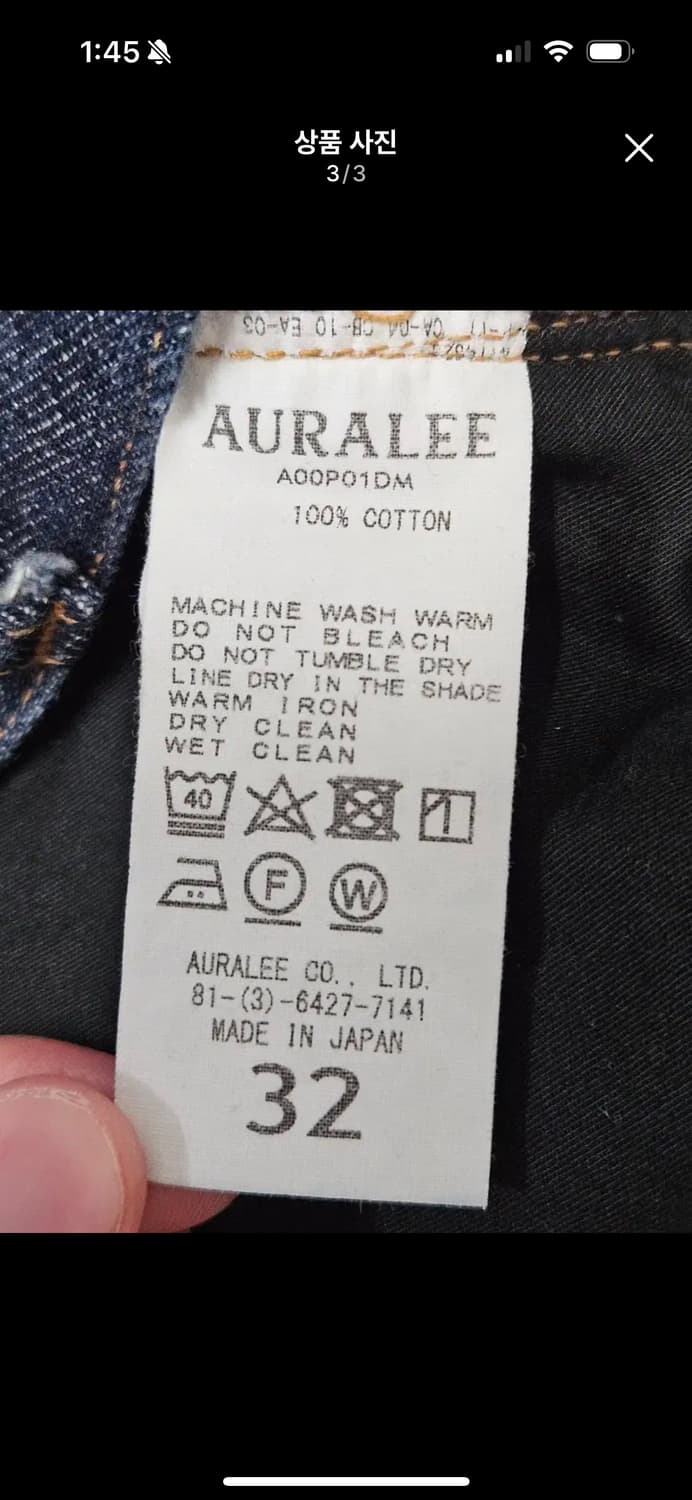 1:45
상품 사진
3/3
AURALEE
A00P01DM
100% COTTON
MACHINE WASH WARM
DO NOT BLEACH
DO NOT TUMBLE DRY
LINE DRY IN THE SHADE
WARM IRON
DRY CLEAN
WET CLEAN
40
F
W
AURALEE CO., LTD.
81-(3)-6427-7141
MADE IN JAPAN
32